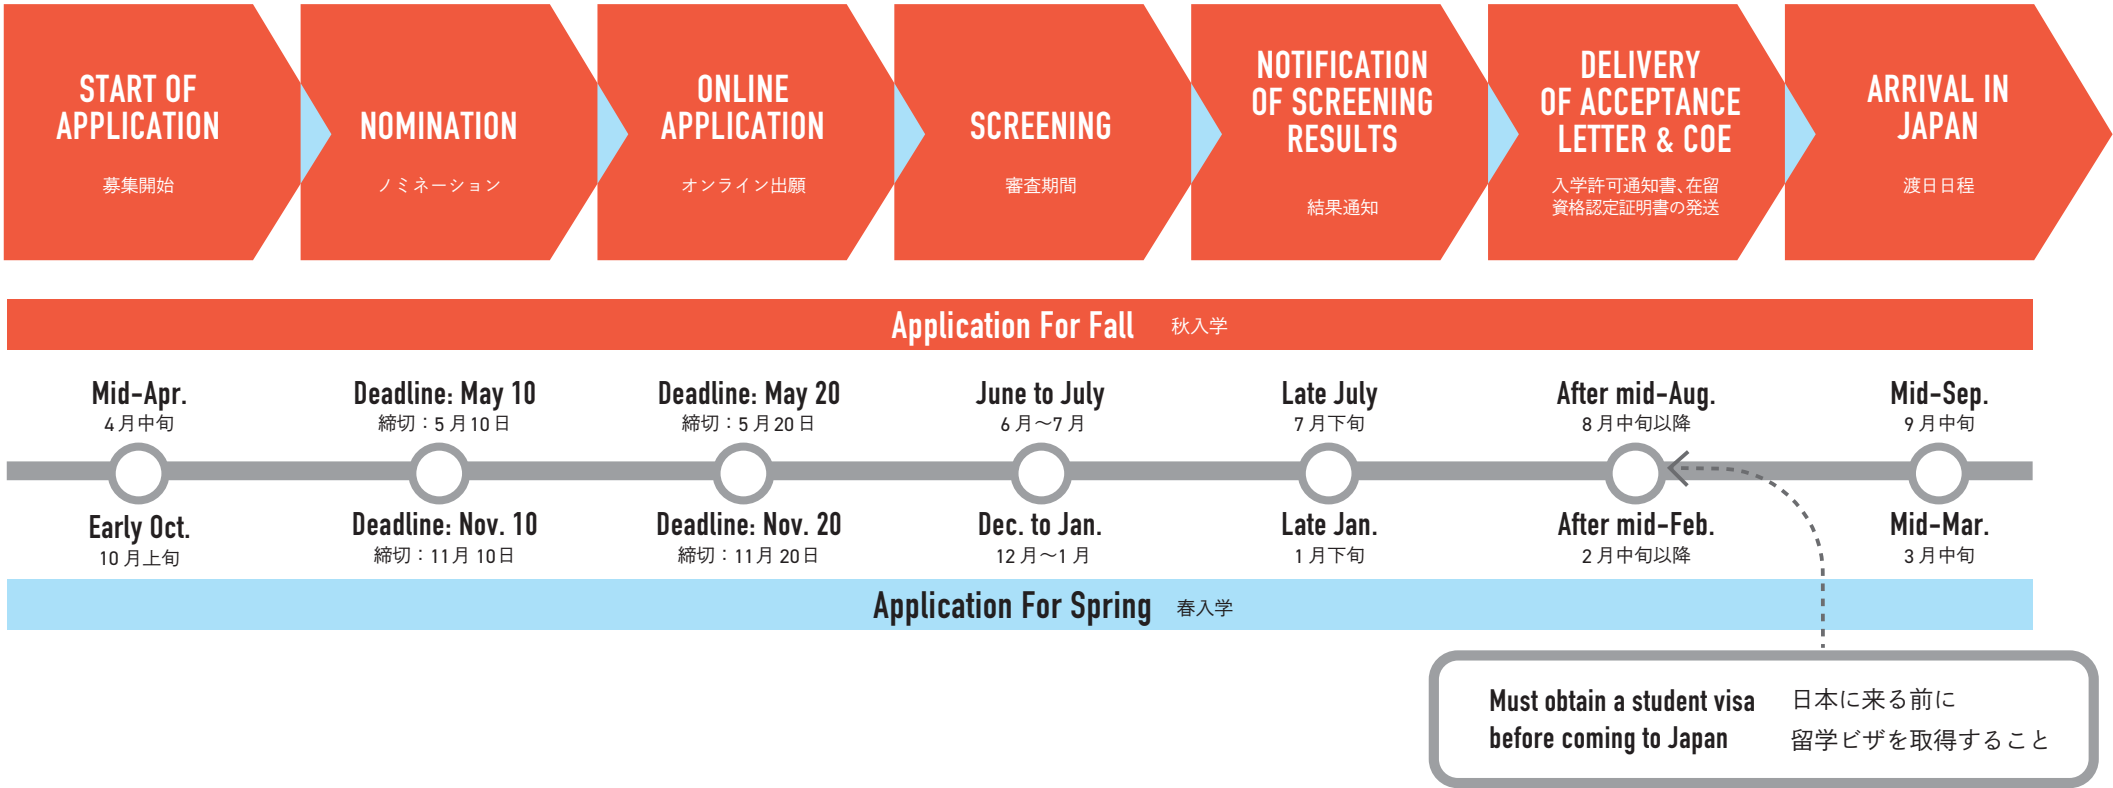 START OF
APPLICATION
募集開始
NOMINATION
ノミネーション
ONLINE
APPLICATION
オンライン出願
SCREENING
審査期間
NOTIFICATION
OF SCREENING
RESULTS
結果通知
DELIVERY
OF ACCEPTANCE
LETTER & COE
入学許可通知書、在留
資格認定証明書の発送
ARRIVAL IN
JAPAN
渡日日程
Application For Fall 秋入学
Mid-Apr.
4月中旬
Deadline: May 10
締切：5月10日
Deadline: May 20
締切：5月20日
June to July
6月〜7月
Late July
7月下旬
After mid-Aug.
8月中旬以降
Mid-Sep.
9月中旬
Early Oct.
10月上旬
Deadline: Nov. 10
締切：11月10日
Deadline: Nov. 20
締切：11月20日
Dec. to Jan.
12月〜1月
Late Jan.
1月下旬
After mid-Feb.
2月中旬以降
Mid-Mar.
3月中旬
Application For Spring 春入学
Must obtain a student visa
before coming to Japan
日本に来る前に
留学ビザを取得すること